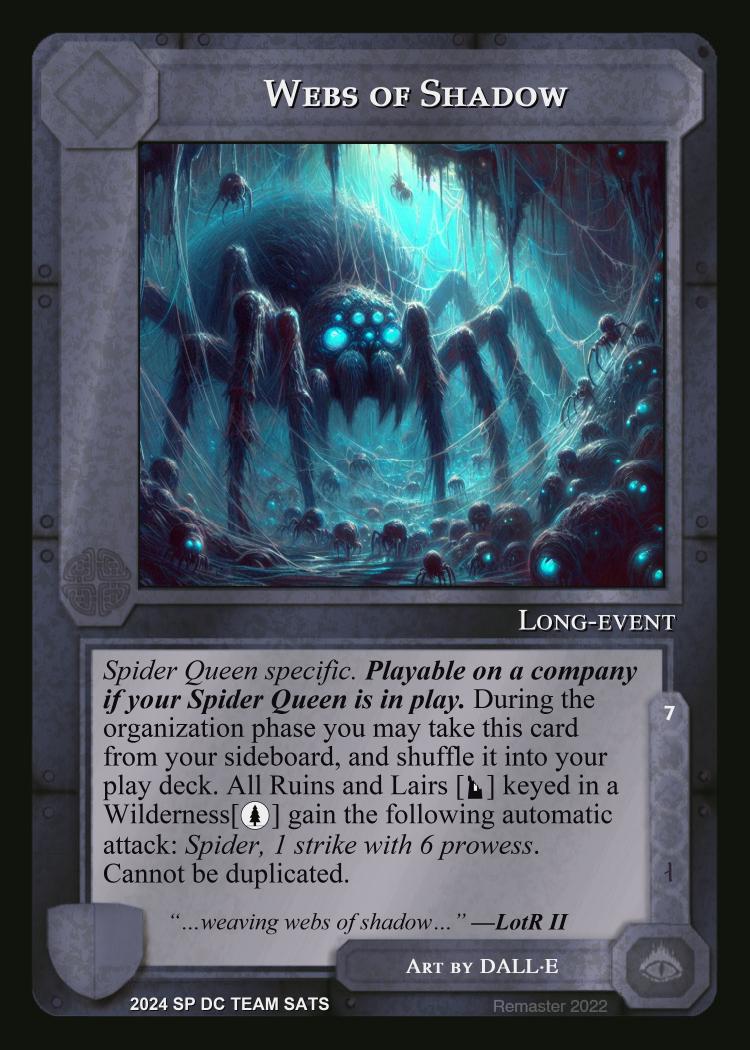 Webs of Shadow
Long-event
Spider Queen specific. Playable on a company
if your Spider Queen is in play. During the
organization phase you may take this card
from your sideboard, and shuffle it into your
play deck. All Ruins and Lairs [ ] keyed in a
Wilderness[ ] gain the following automatic
attack: Spider, 1 strike with 6 prowess.
Cannot be duplicated.
7
“...weaving webs of shadow...” —LotR II
Art by DALL·E
2024 SP DC TEAM SATS
Remaster 2022